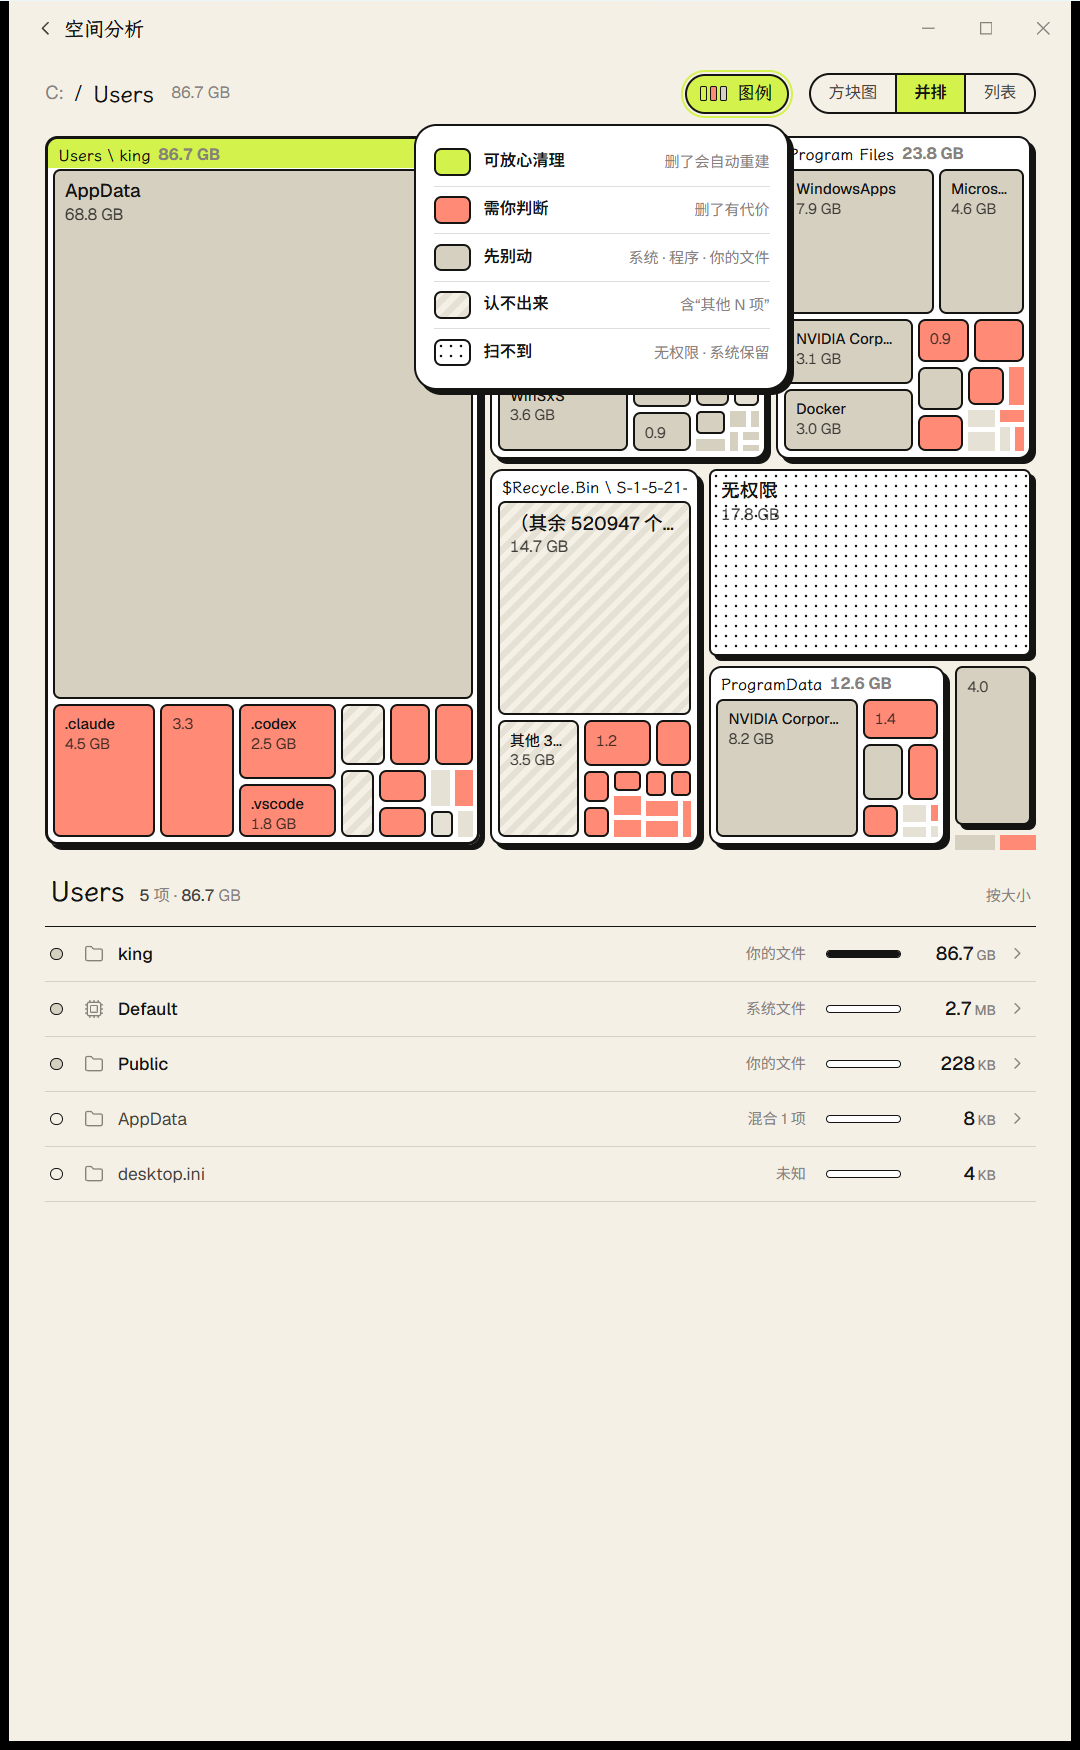 空间分析
C: / Users 86.7 GB
图例
方块图 并排 列表
可放心清理 删了会自动重建
需你判断 删了有代价
先别动 系统 · 程序 · 你的文件
认不出来 含“其他 N 项”
扫不到 无权限 · 系统保留
Users \ king 86.7 GB
AppData
68.8 GB
.claude
4.5 GB
3.3
.codex
2.5 GB
.vscode
1.8 GB
WinSxS
3.6 GB
0.9
Program Files 23.8 GB
WindowsApps
7.9 GB
Micros...
4.6 GB
NVIDIA Corp...
3.1 GB
0.9
Docker
3.0 GB
$Recycle.Bin \ S-1-5-21-
（其余 520947 个...
14.7 GB
其他 3...
3.5 GB
1.2
无权限
17.8 GB
ProgramData 12.6 GB
NVIDIA Corpor...
8.2 GB
1.4
4.0
Users 5 项 · 86.7 GB 按大小
king 你的文件 86.7 GB
Default 系统文件 2.7 MB
Public 你的文件 228 KB
AppData 混合 1 项 8 KB
desktop.ini 未知 4 KB